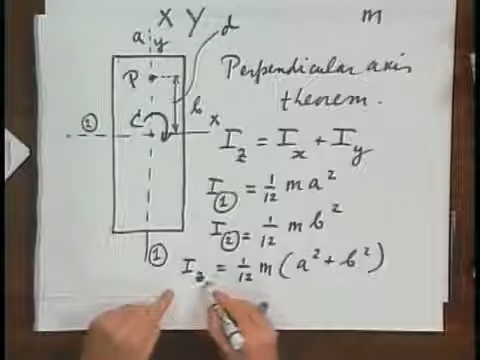 X Y
m
a
y
d
P
b
Perpendicular axis
theorem.
②
C
x
I_z = I_x + I_y
I_① = 1/12 m a²
I_② = 1/12 m b²
①
I_z = 1/12 m (a² + b²)